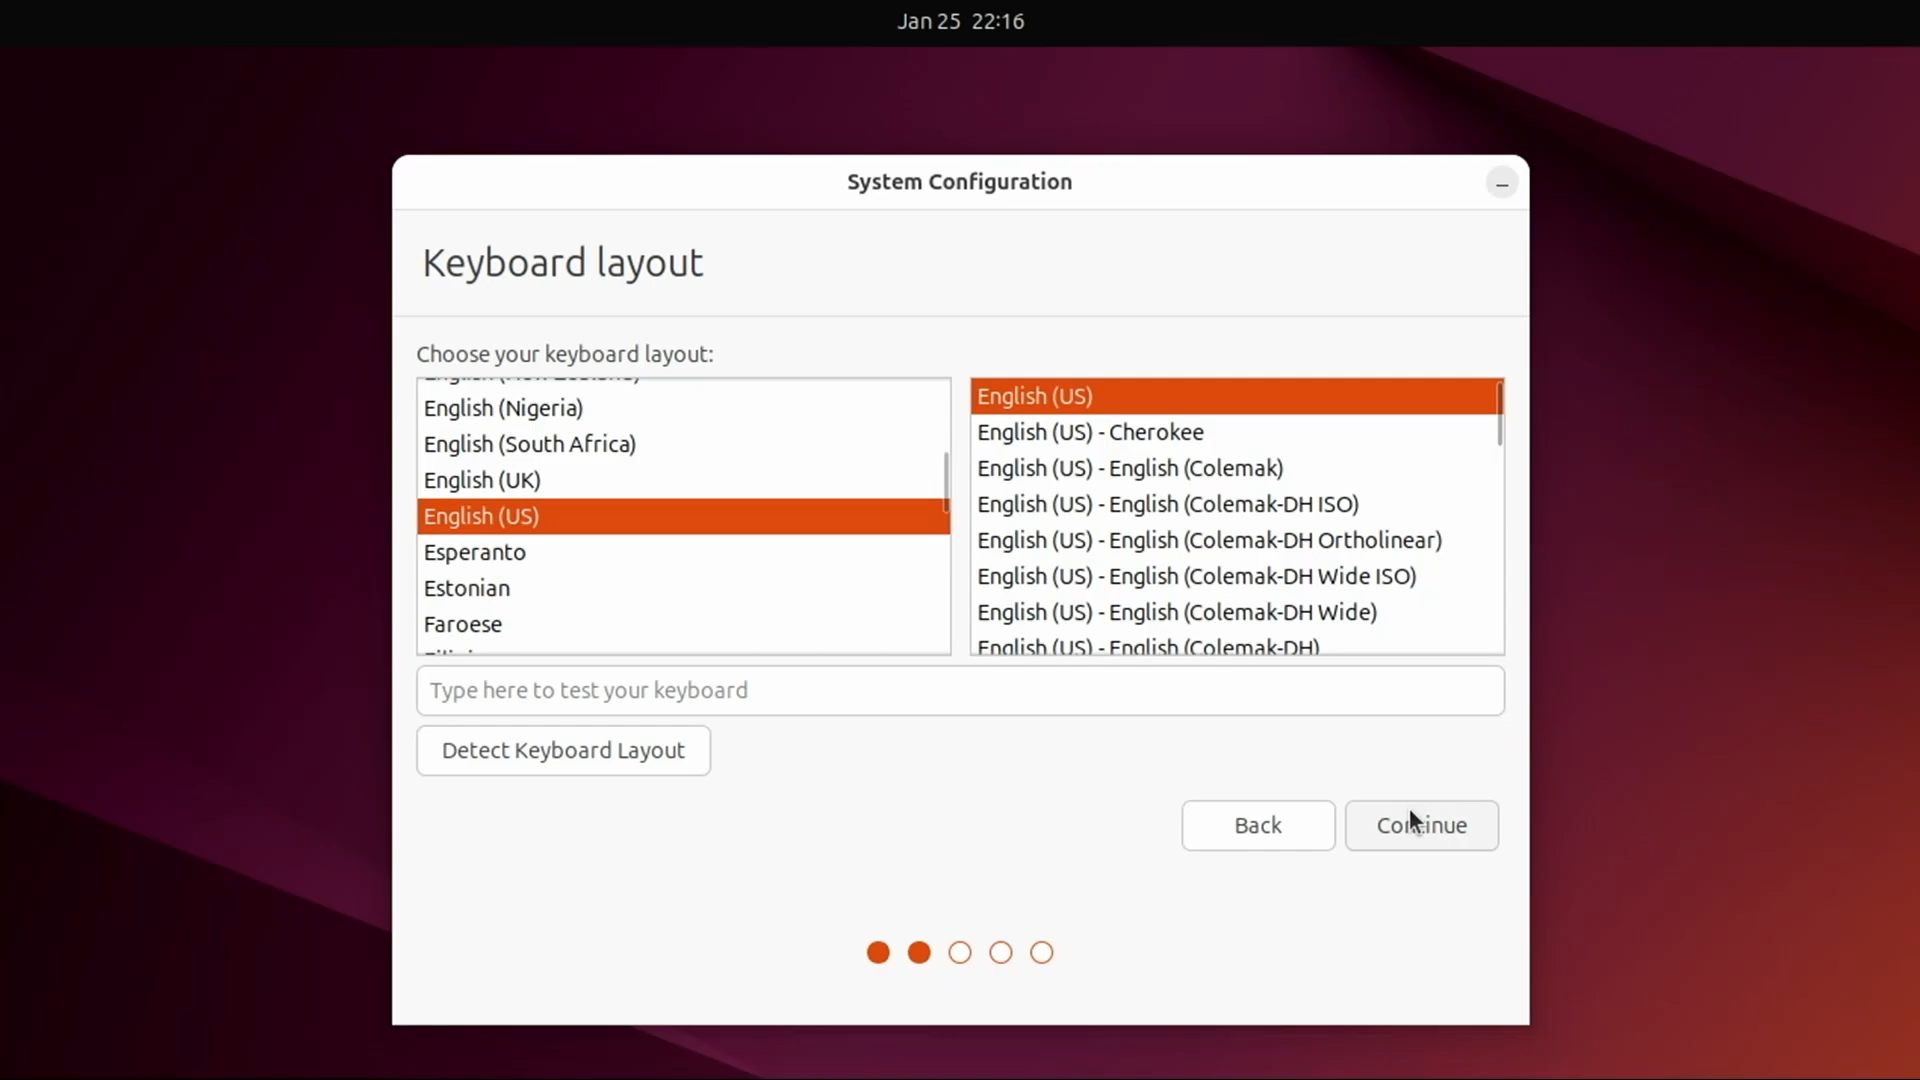 Jan 25 22:16
System Configuration
Keyboard layout
Choose your keyboard layout:
English (Nigeria)
English (South Africa)
English (UK)
English (US)
Esperanto
Estonian
Faroese
English (US)
English (US) - Cherokee
English (US) - English (Colemak)
English (US) - English (Colemak-DH ISO)
English (US) - English (Colemak-DH Ortholinear)
English (US) - English (Colemak-DH Wide ISO)
English (US) - English (Colemak-DH Wide)
English (US) - English (Colemak-DH)
Type here to test your keyboard
Detect Keyboard Layout
Back
Continue